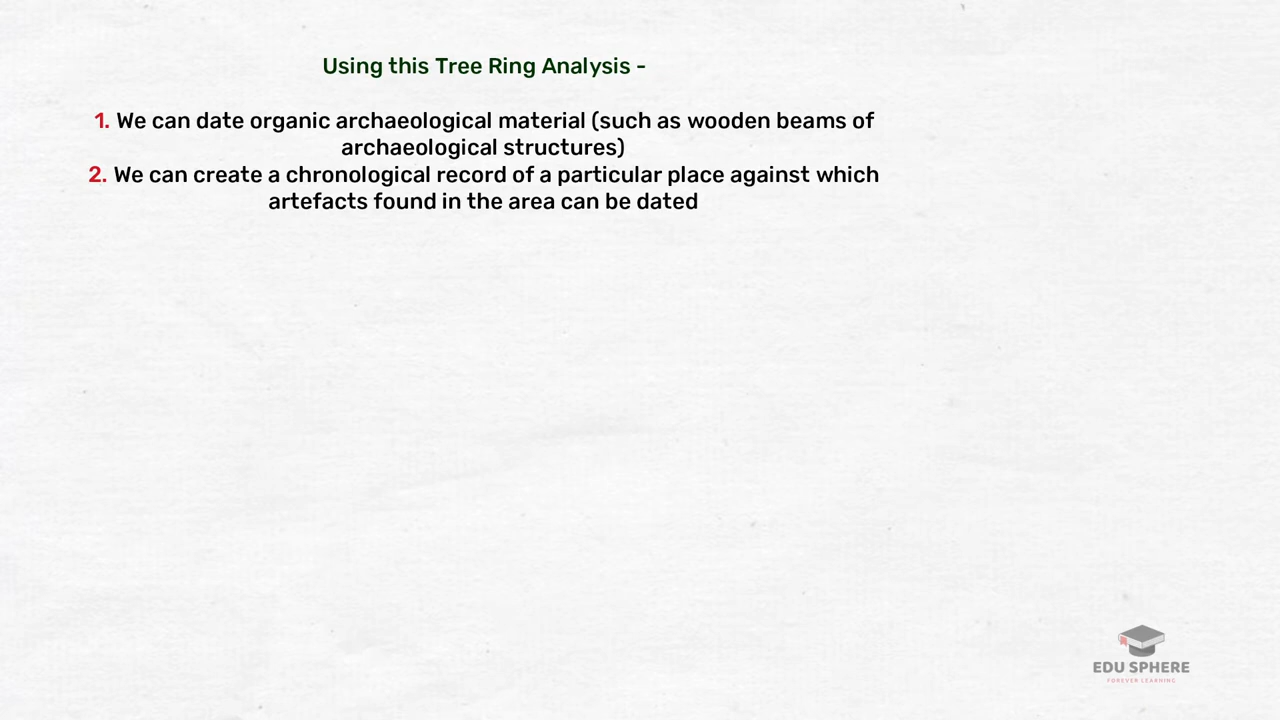 Using this Tree Ring Analysis -
1. We can date organic archaeological material (such as wooden beams of
archaeological structures)
2. We can create a chronological record of a particular place against which
artefacts found in the area can be dated
EDU SPHERE
FOREVER LEARNING